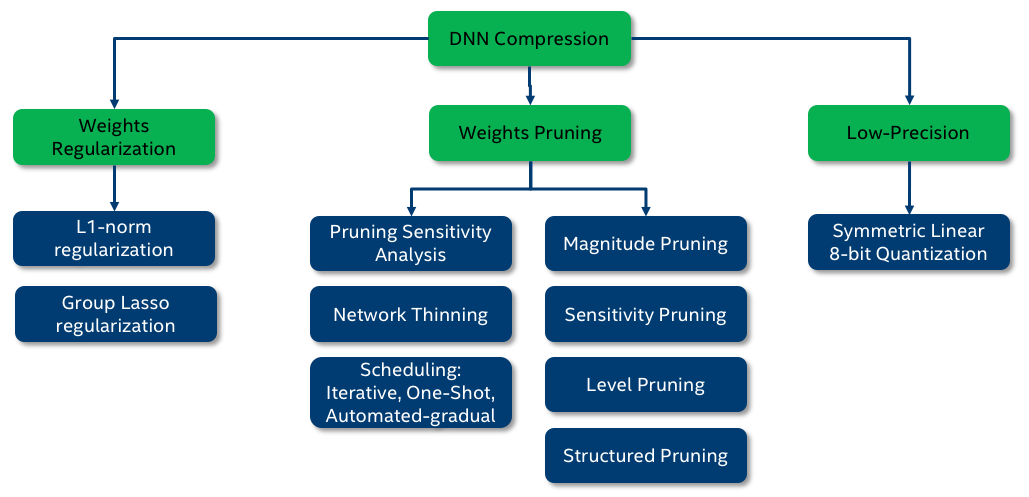 DNN Compression
Weights
Regularization
Weights Pruning
Low-Precision
L1-norm
regularization
Group Lasso
regularization
Pruning Sensitivity
Analysis
Network Thinning
Scheduling:
Iterative, One-Shot,
Automated-gradual
Magnitude Pruning
Sensitivity Pruning
Level Pruning
Structured Pruning
Symmetric Linear
8-bit Quantization